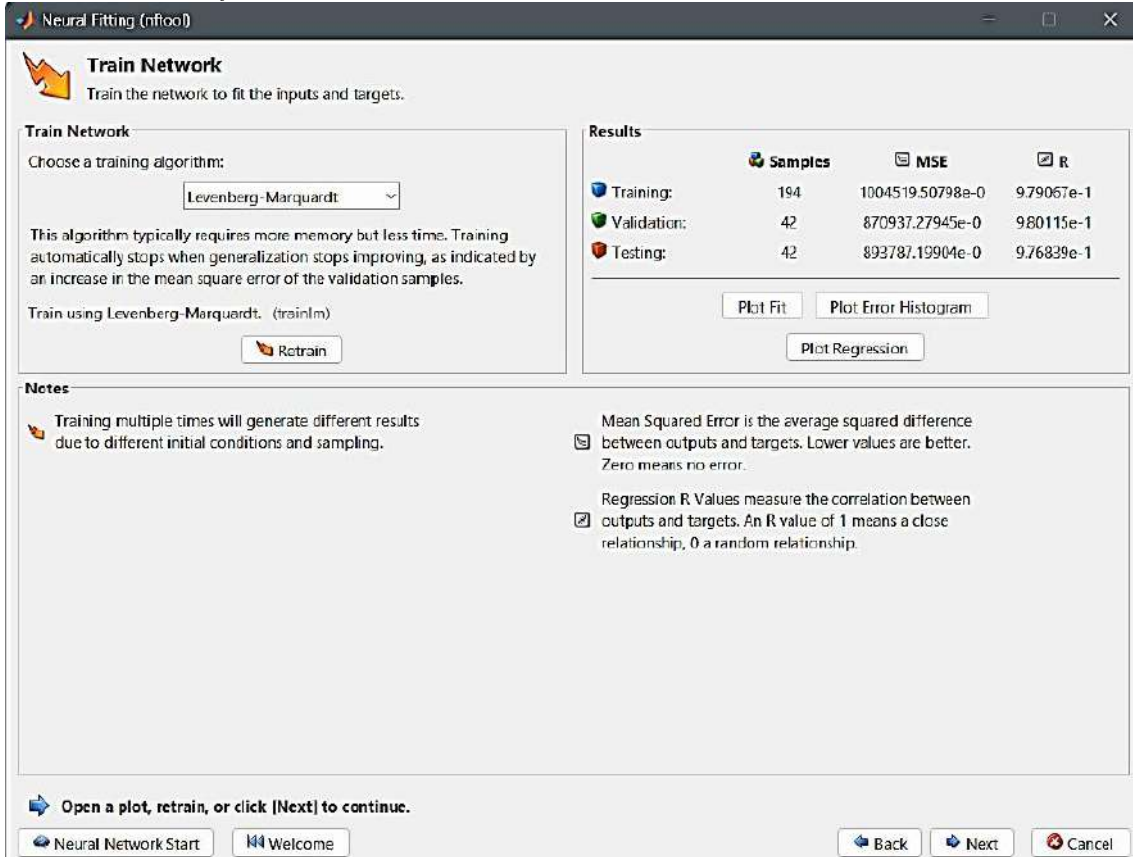 Neural Fitting (nftool)
Train Network
Train the network to fit the inputs and targets.
Train Network
Choose a training algorithm:
Levenberg-Marquardt
This algorithm typically requires more memory but less time. Training
automatically stops when generalization stops improving, as indicated by
an increase in the mean square error of the validation samples.
Train using Levenberg-Marquardt. (trainlm)
Retrain
Results
Samples MSE R
Training: 194 1004519.50798e-0 9.79067e-1
Validation: 42 870937.27945e-0 9.80115e-1
Testing: 42 893787.19904e-0 9.76839e-1
Plot Fit Plot Error Histogram
Plot Regression
Notes
Training multiple times will generate different results
due to different initial conditions and sampling.
Mean Squared Error is the average squared difference
between outputs and targets. Lower values are better.
Zero means no error.
Regression R Values measure the correlation between
outputs and targets. An R value of 1 means a close
relationship, 0 a random relationship.
Open a plot, retrain, or click [Next] to continue.
Neural Network Start Welcome Back Next Cancel